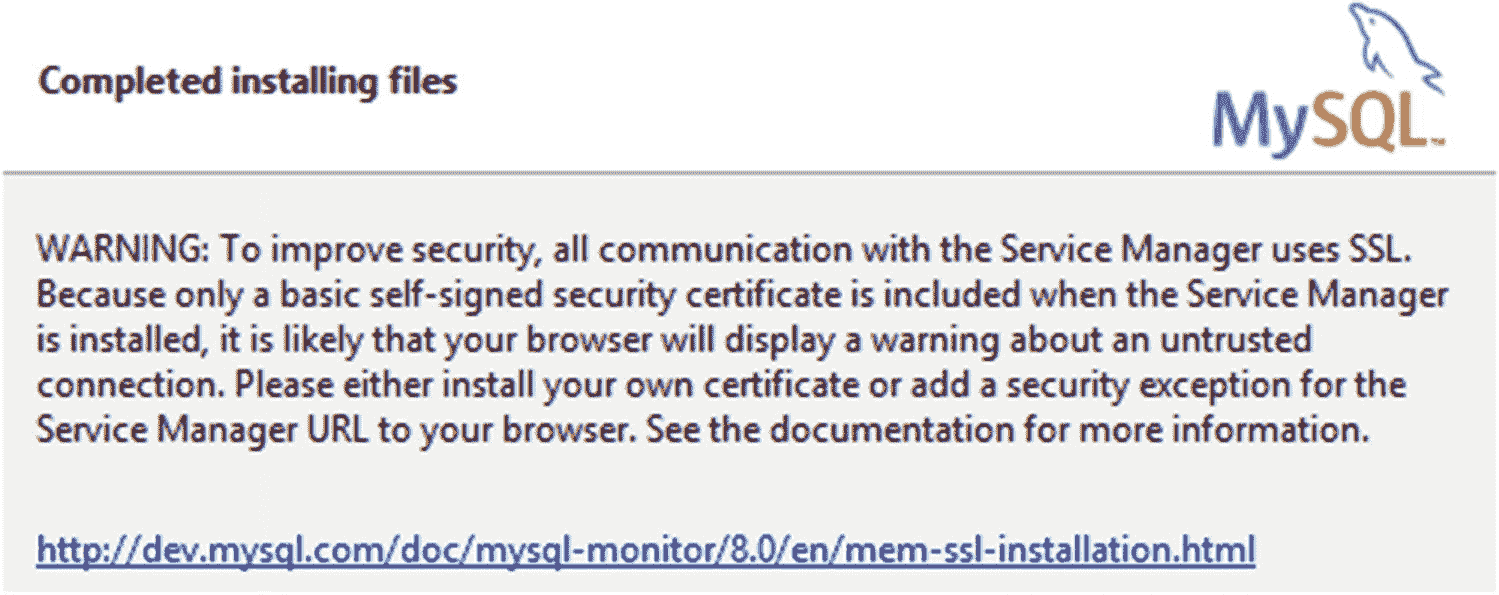 Completed installing files
MySQL™
WARNING: To improve security, all communication with the Service Manager uses SSL.
Because only a basic self-signed security certificate is included when the Service Manager
is installed, it is likely that your browser will display a warning about an untrusted
connection. Please either install your own certificate or add a security exception for the
Service Manager URL to your browser. See the documentation for more information.
http://dev.mysql.com/doc/mysql-monitor/8.0/en/mem-ssl-installation.html